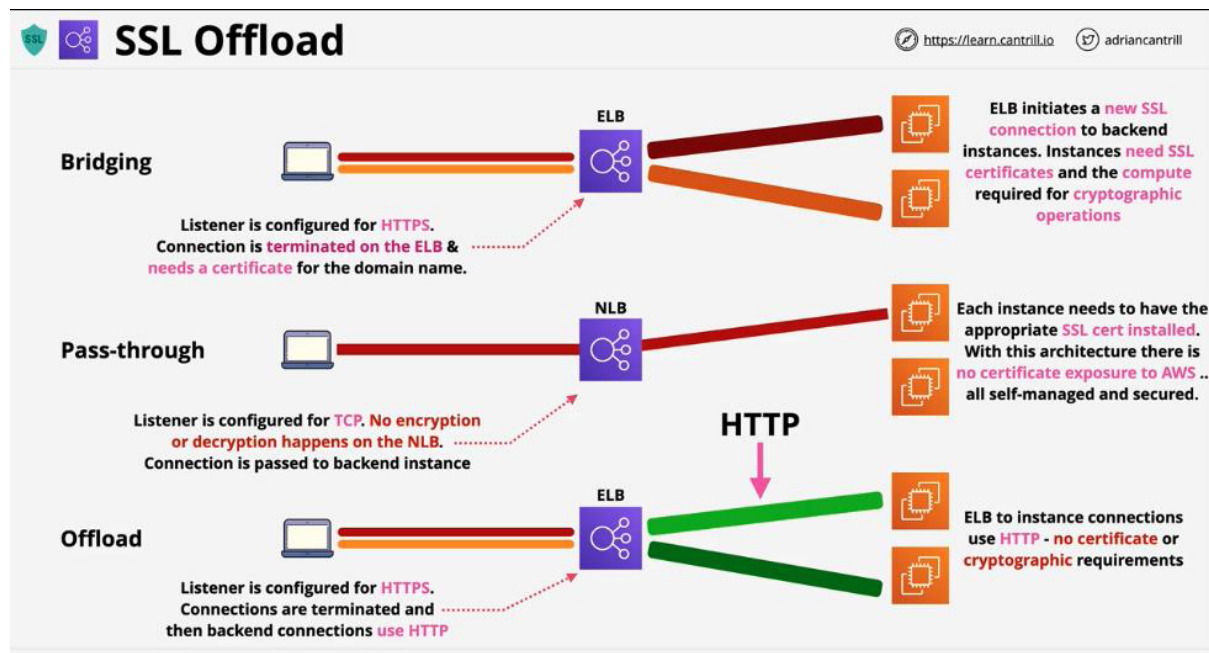 SSL
SSL Offload
https://learn.cantrill.io
adriancantrill
Bridging
ELB
Listener is configured for HTTPS.
Connection is terminated on the ELB &
needs a certificate for the domain name.
ELB initiates a new SSL
connection to backend
instances. Instances need SSL
certificates and the compute
required for cryptographic
operations
Pass-through
NLB
Listener is configured for TCP. No encryption
or decryption happens on the NLB.
Connection is passed to backend instance
Each instance needs to have the
appropriate SSL cert installed.
With this architecture there is
no certificate exposure to AWS ..
all self-managed and secured.
HTTP
Offload
ELB
Listener is configured for HTTPS.
Connections are terminated and
then backend connections use HTTP
ELB to instance connections
use HTTP - no certificate or
cryptographic requirements